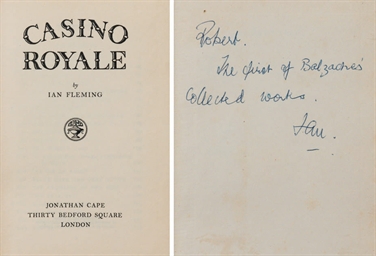 CASINO
ROYALE
by
IAN FLEMING
JONATHAN CAPE
THIRTY BEDFORD SQUARE
LONDON
Robert.
The first of Balzac
Collected works.
Ian.